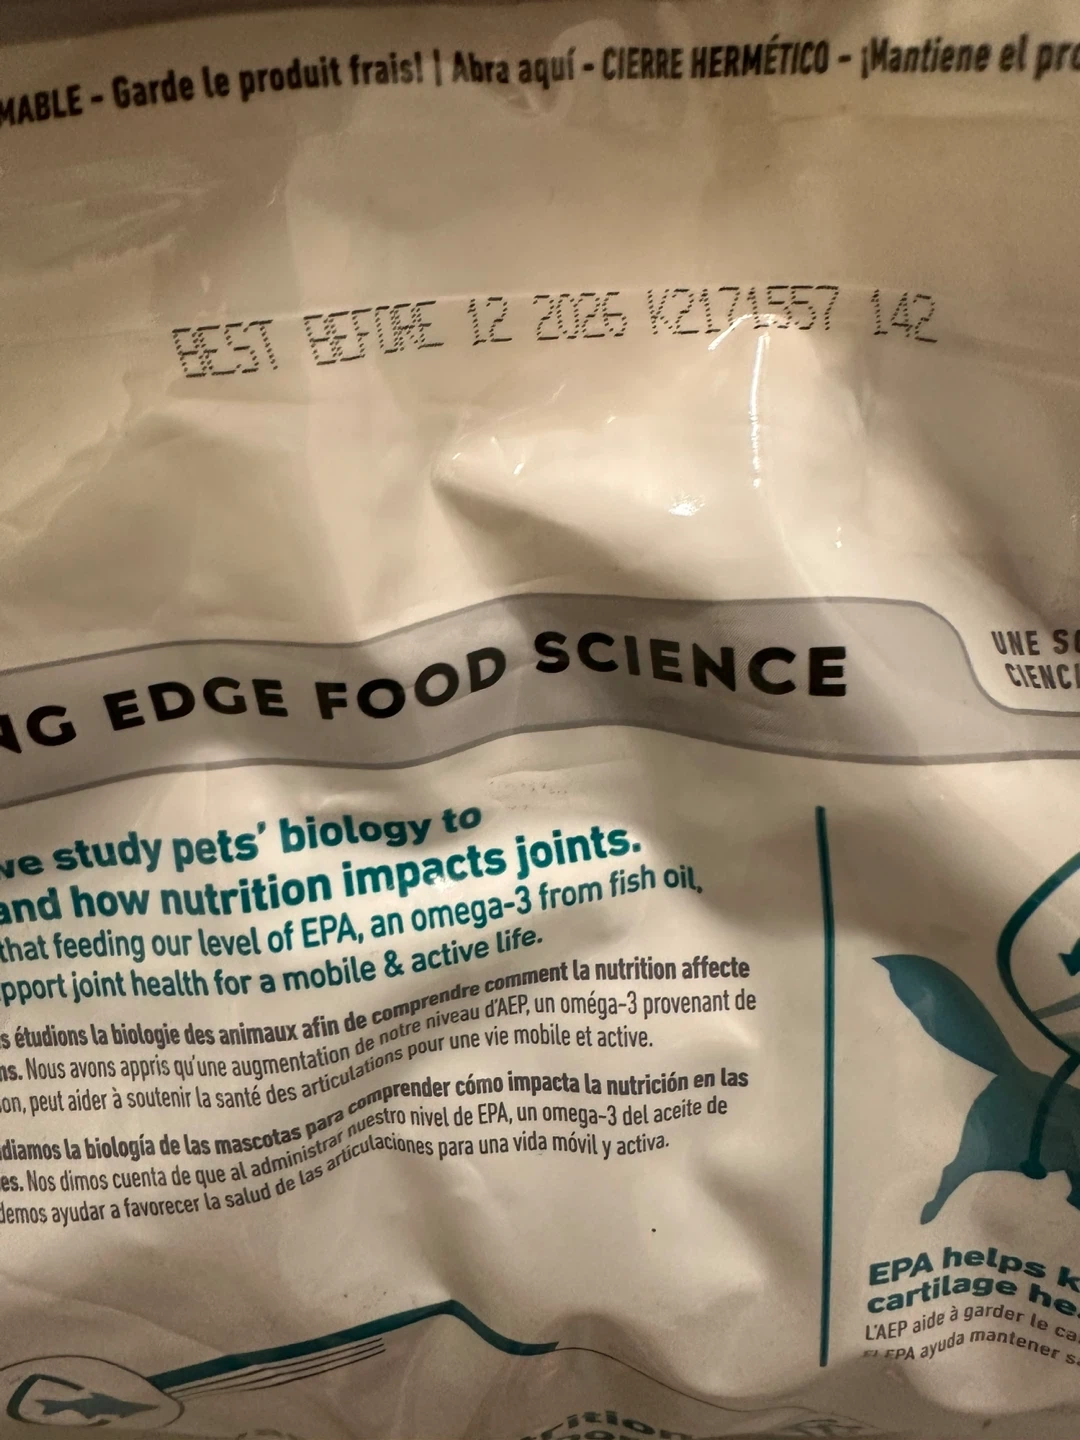 MABLE - Garde le produit frais! | Abra aquí - CIERRE HERMÉTICO - ¡Mantiene el pro
BEST BEFORE 12 2026 K2171557 142
NG EDGE FOOD SCIENCE
UNE SC
CIENCI
we study pets' biology to
and how nutrition impacts joints.
that feeding our level of EPA, an omega-3 from fish oil,
pport joint health for a mobile & active life.
s étudions la biologie des animaux afin de comprendre comment la nutrition affecte
ns. Nous avons appris qu'une augmentation de notre niveau d'AEP, un oméga-3 provenant de
on, peut aider à soutenir la santé des articulations pour une vie mobile et active.
diamos la biología de las mascotas para comprender cómo impacta la nutrición en las
es. Nos dimos cuenta de que al administrar nuestro nivel de EPA, un omega-3 del aceite de
demos ayudar a favorecer la salud de las articulaciones para una vida móvil y activa.
EPA helps k
cartilage he
L'AEP aide à garder le ca
El EPA ayuda mantener s